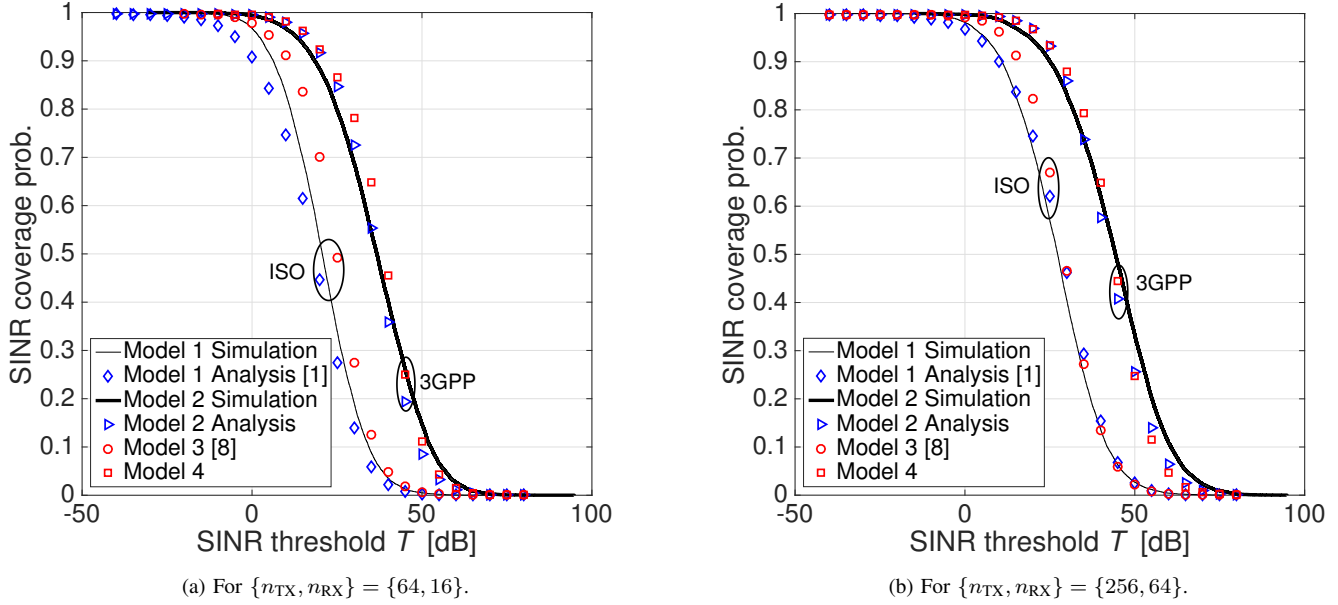 SINR coverage prob.
1
0.9
0.8
0.7
0.6
0.5
0.4
0.3
0.2
0.1
0
ISO
3GPP
Model 1 Simulation
Model 1 Analysis [1]
Model 2 Simulation
Model 2 Analysis
Model 3 [8]
Model 4
-50 0 50 100
SINR threshold T [dB]
(a) For {n_TX, n_RX} = {64, 16}.
SINR coverage prob.
1
0.9
0.8
0.7
0.6
0.5
0.4
0.3
0.2
0.1
0
ISO
3GPP
Model 1 Simulation
Model 1 Analysis [1]
Model 2 Simulation
Model 2 Analysis
Model 3 [8]
Model 4
-50 0 50 100
SINR threshold T [dB]
(b) For {n_TX, n_RX} = {256, 64}.